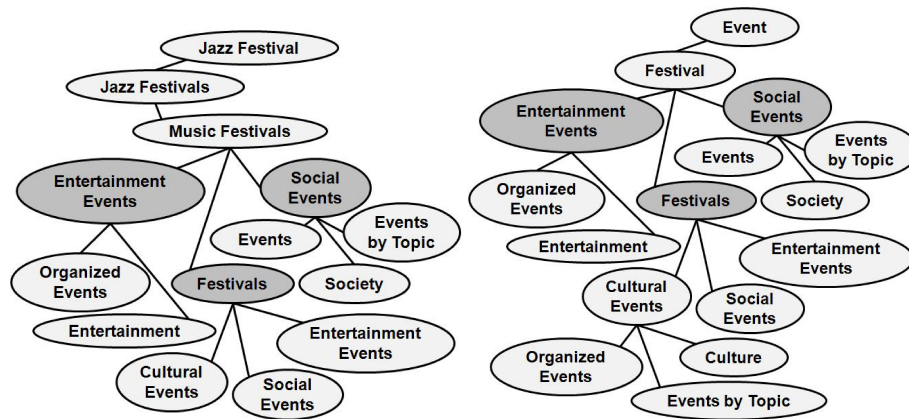 Jazz Festival
Jazz Festivals
Music Festivals
Entertainment
Events
Social
Events
Events
Events
by Topic
Organized
Events
Festivals
Society
Entertainment
Entertainment
Events
Cultural
Events
Social
Events
Event
Festival
Entertainment
Events
Social
Events
Events
Events
by Topic
Organized
Events
Festivals
Society
Entertainment
Entertainment
Events
Cultural
Events
Social
Events
Organized
Events
Culture
Events by Topic